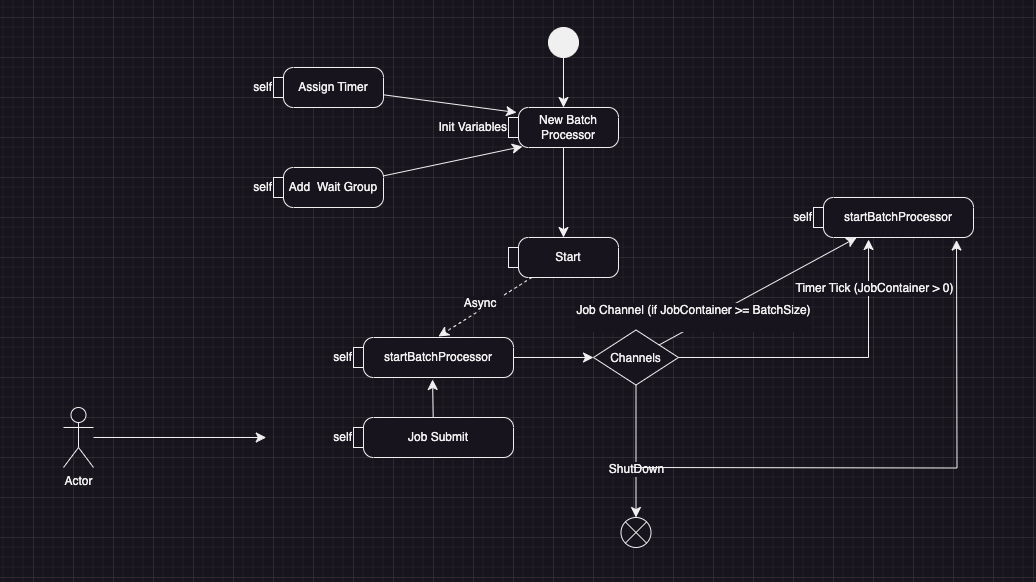 self
Assign Timer
Init Variables
New Batch
Processor
self
Add  Wait Group
self
startBatchProcessor
Start
Timer Tick (JobContainer > 0)
Async
Job Channel (if JobContainer >= BatchSize)
self
startBatchProcessor
Channels
self
Job Submit
ShutDown
Actor